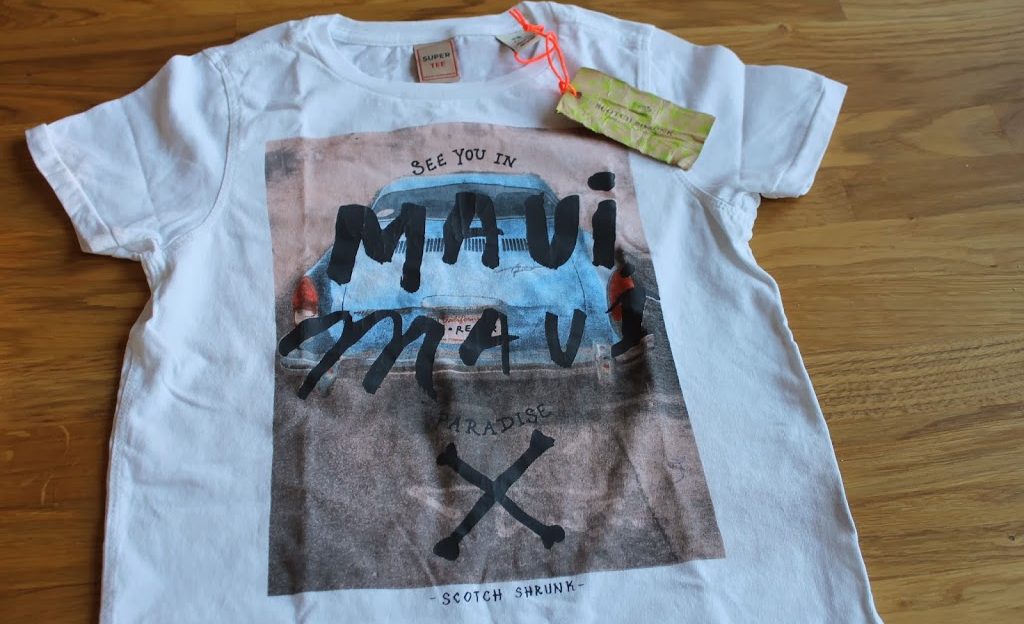 SUPER
TEE
SEE YOU IN
MAUi
MAUI
PARADISE
- SCOTCH SHRUNK -